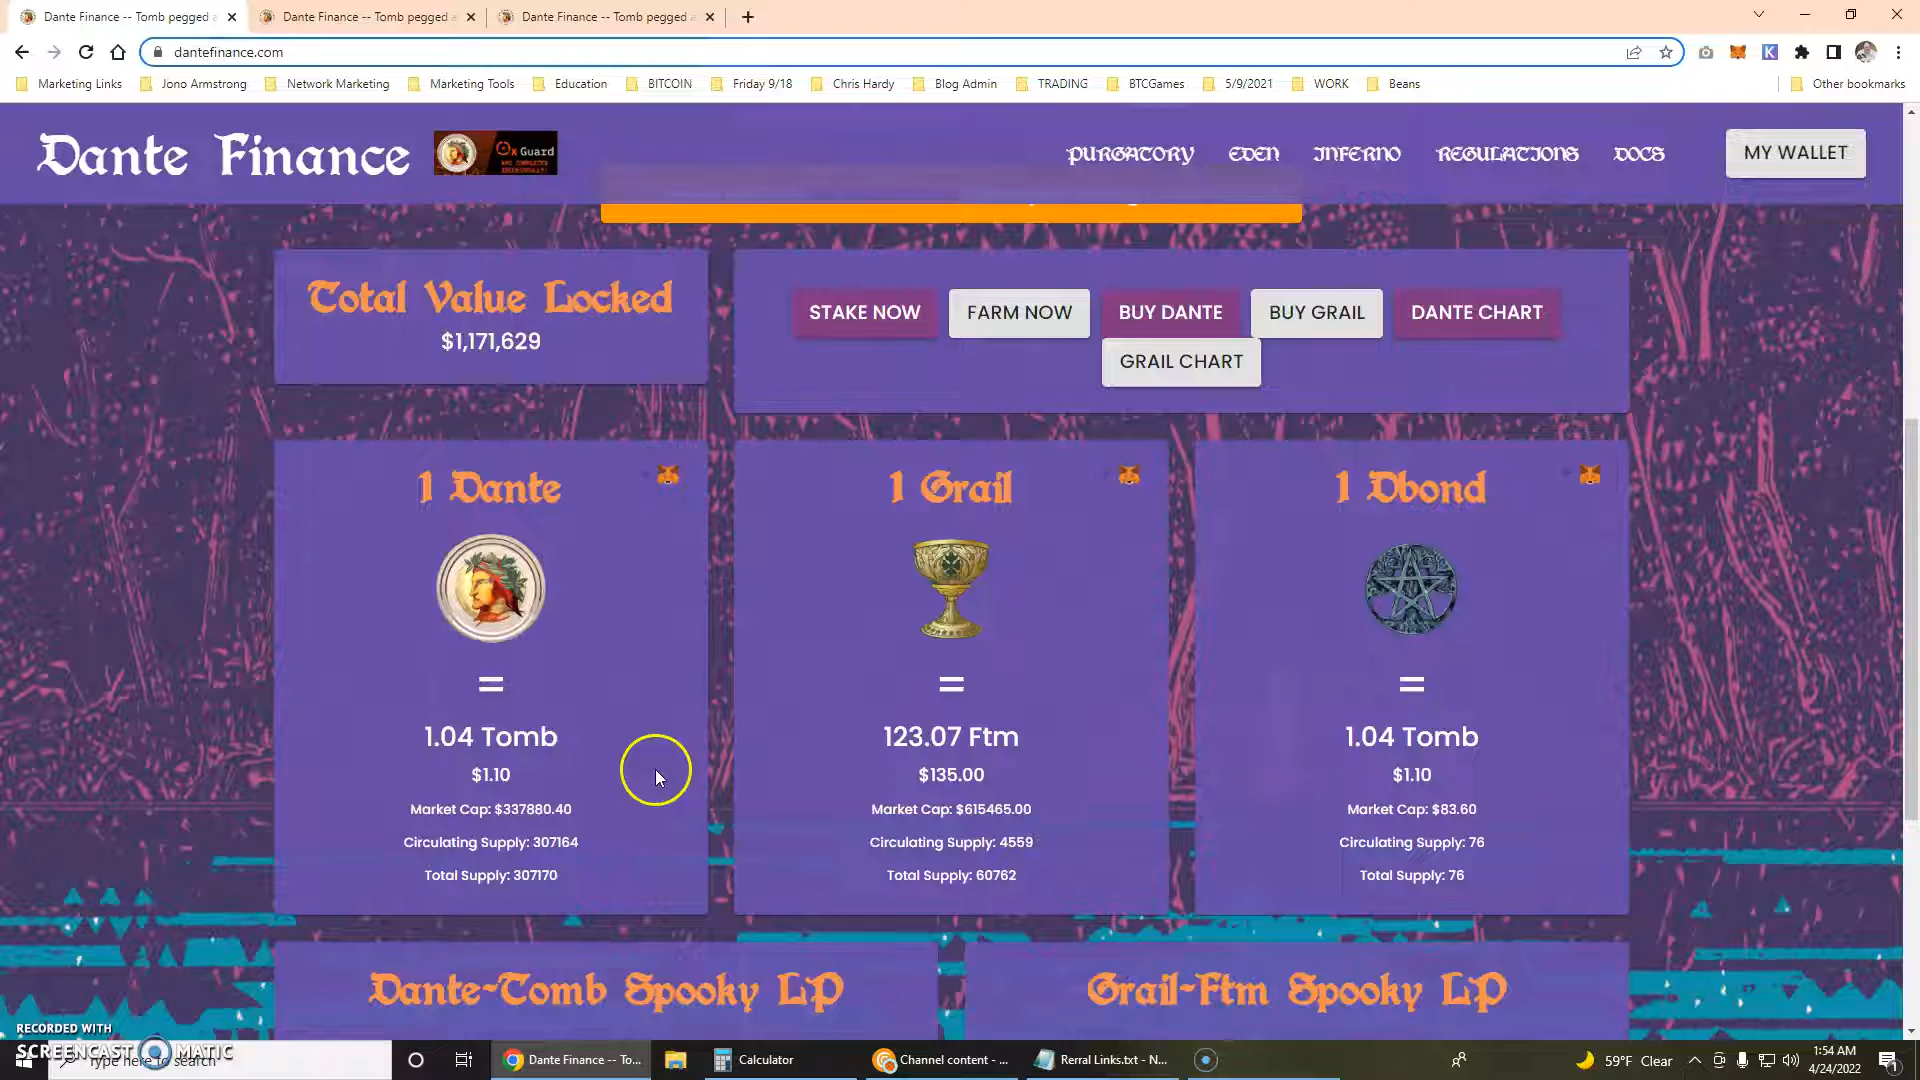 Dante Finance -- Tomb pegged
Dante Finance -- Tomb pegged
Dante Finance -- Tomb pegged
dantefinance.com
Marketing Links
Jono Armstrong
Network Marketing
Marketing Tools
Education
BITCOIN
Friday 9/18
Chris Hardy
Blog Admin
TRADING
BTCGames
5/9/2021
WORK
Beans
Other bookmarks
Dante Finance
Guard
PURGATORY
EDEN
INFERNO
REGULATIONS
DOCS
MY WALLET
Total Value Locked
$1,171,629
STAKE NOW
FARM NOW
BUY DANTE
BUY GRAIL
DANTE CHART
GRAIL CHART
1 Dante
=
1.04 Tomb
$1.10
Market Cap: $337880.40
Circulating Supply: 307164
Total Supply: 307170
1 Grail
=
123.07 Ftm
$135.00
Market Cap: $615465.00
Circulating Supply: 4559
Total Supply: 60762
1 Dbond
=
1.04 Tomb
$1.10
Market Cap: $83.60
Circulating Supply: 76
Total Supply: 76
Dante-Tomb Spooky LP
Grail-Ftm Spooky LP
RECORDED WITH
SCREENCAST MATIC
Type here to search
Dante Finance -- To...
Calculator
Channel content - ...
Rerral Links.txt - N...
59°F Clear
1:54 AM
4/24/2022
1